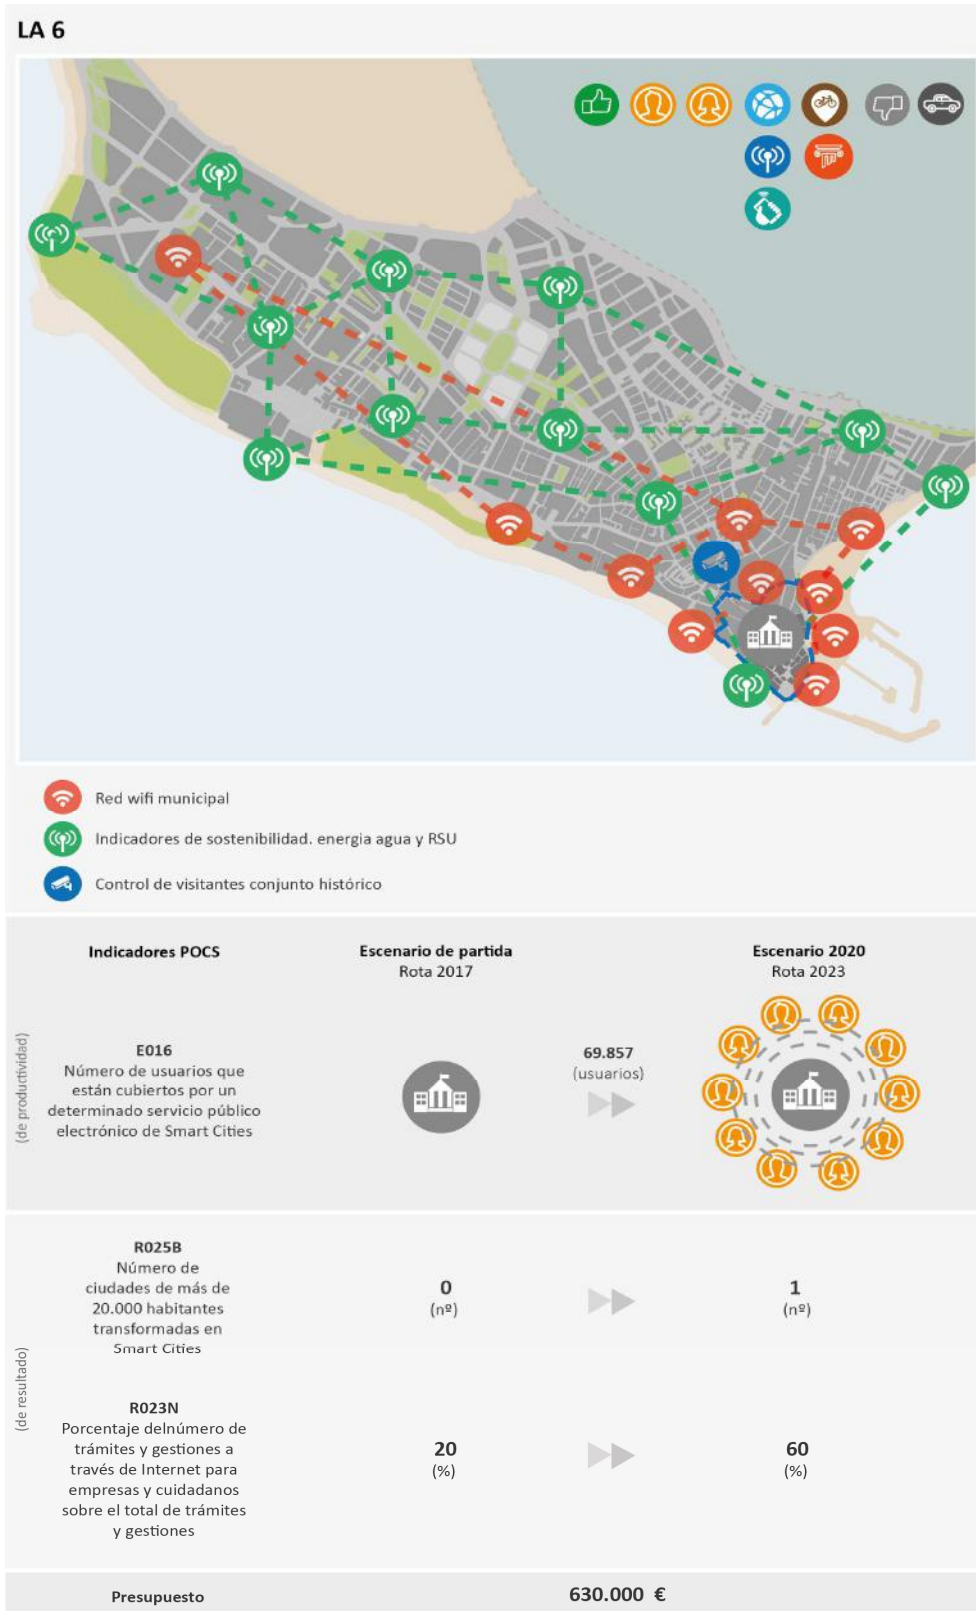 LA 6
Red wifi municipal
Indicadores de sostenibilidad. energia agua y RSU
Control de visitantes conjunto histórico
Indicadores POCS
Escenario de partida
Rota 2017
Escenario 2020
Rota 2023
(de productividad)
E016
Número de usuarios que
están cubiertos por un
determinado servicio público
electrónico de Smart Cities
69.857
(usuarios)
(de resultado)
R025B
Número de
ciudades de más de
20.000 habitantes
transformadas en
Smart Cities
0
(nº)
1
(nº)
R023N
Porcentaje delnúmero de
trámites y gestiones a
través de Internet para
empresas y cuidadanos
sobre el total de trámites
y gestiones
20
(%)
60
(%)
Presupuesto
630.000 €